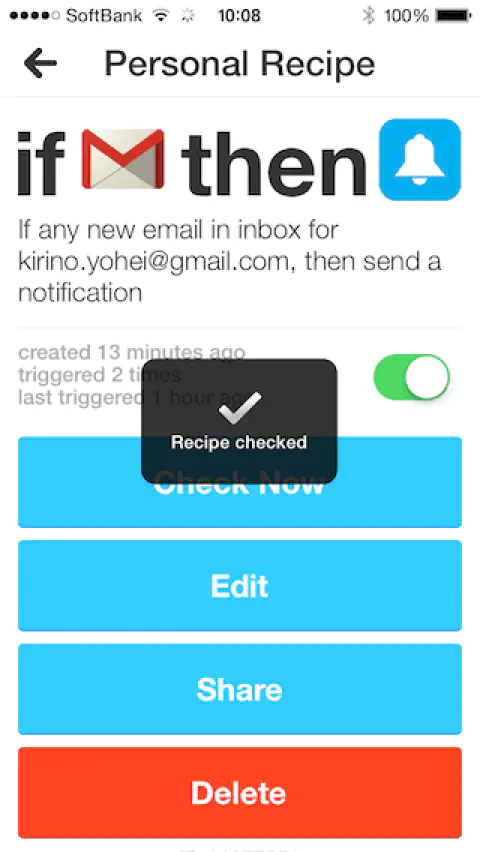 SoftBank 10:08 100%
Personal Recipe
if then
If any new email in inbox for
kirino.yohei@gmail.com, then send a
notification
created 13 minutes ago
triggered 2 times
last triggered 1 hour ago
Recipe checked
Check Now
Edit
Share
Delete